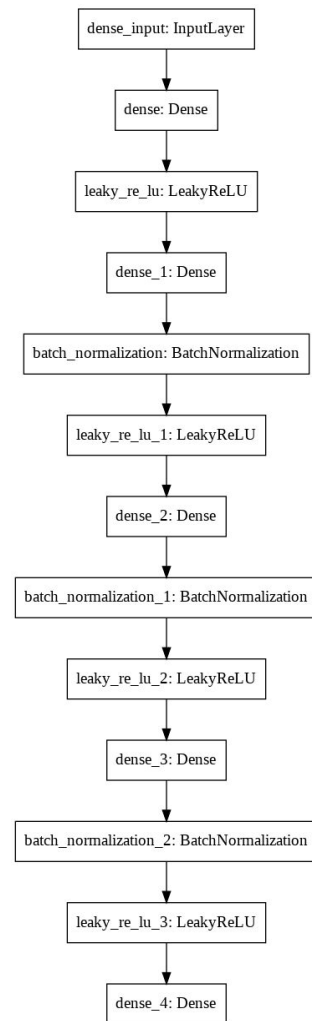 dense_input: InputLayer
dense: Dense
leaky_re_lu: LeakyReLU
dense_1: Dense
batch_normalization: BatchNormalization
leaky_re_lu_1: LeakyReLU
dense_2: Dense
batch_normalization_1: BatchNormalization
leaky_re_lu_2: LeakyReLU
dense_3: Dense
batch_normalization_2: BatchNormalization
leaky_re_lu_3: LeakyReLU
dense_4: Dense